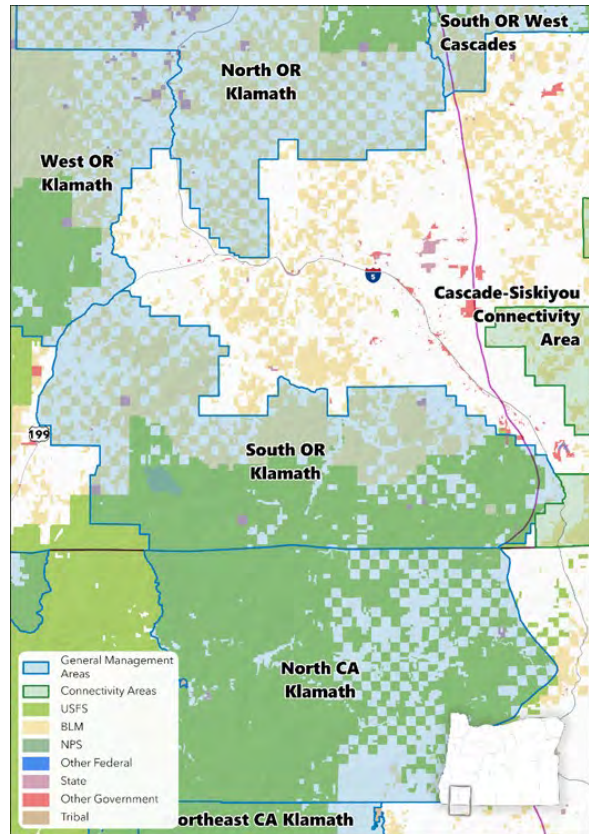 South OR West
Cascades
North OR
Klamath
West OR
Klamath
5
Cascade-Siskiyou
Connectivity
Area
199
South OR
Klamath
North CA
Klamath
General Management
Areas
Connectivity Areas
USFS
BLM
NPS
Other Federal
State
Other Government
Tribal
ortheast CA Klamath